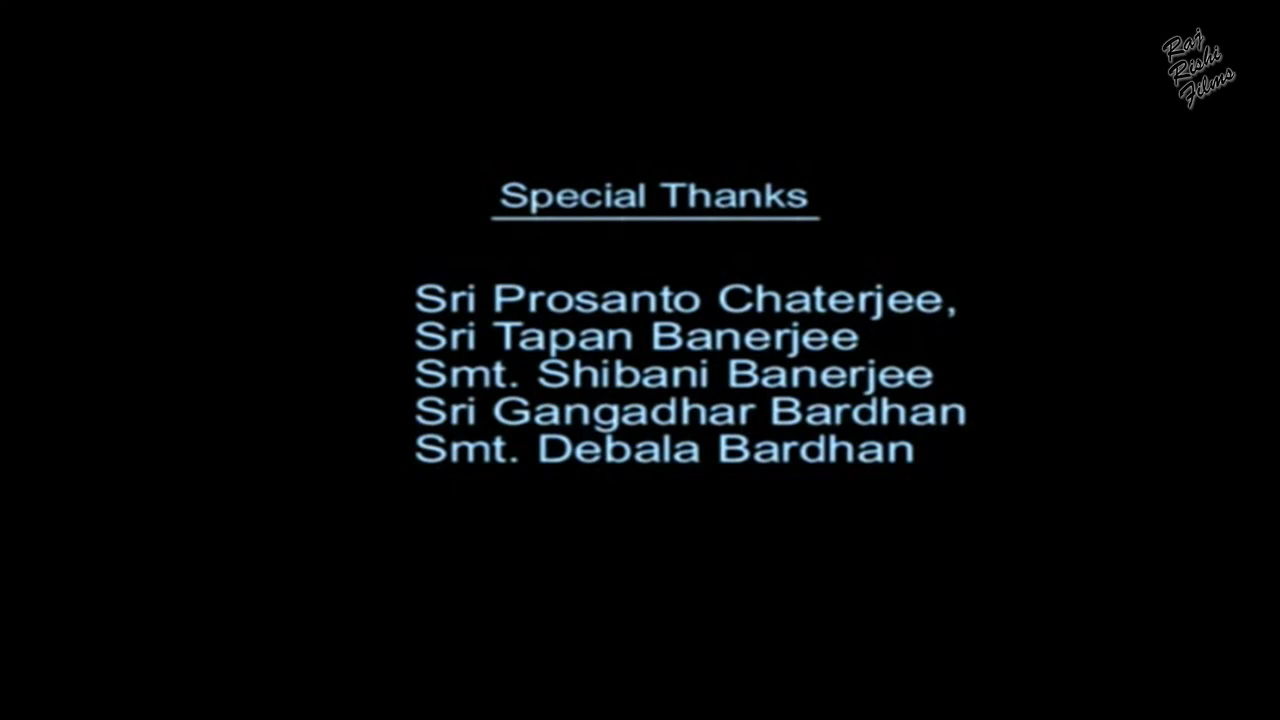 Raj
Rishi
Films
Special Thanks
Sri Prosanto Chaterjee,
Sri Tapan Banerjee
Smt. Shibani Banerjee
Sri Gangadhar Bardhan
Smt. Debala Bardhan